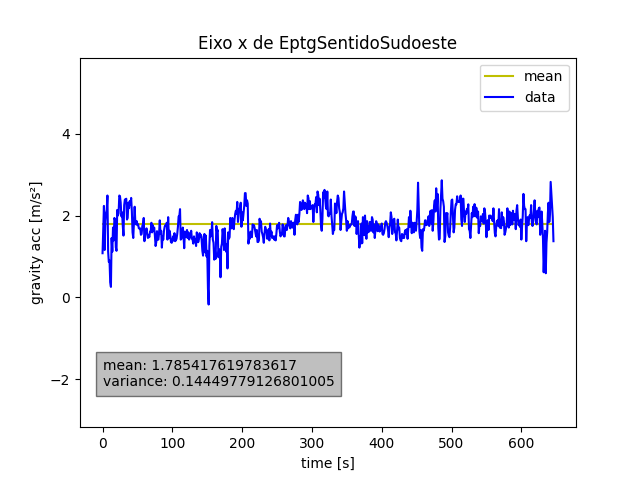 Eixo x de EptgSentidoSudoeste
mean
data
gravity acc [m/s²]
4
2
0
−2
mean: 1.785417619783617
variance: 0.14449779126801005
0 100 200 300 400 500 600
time [s]